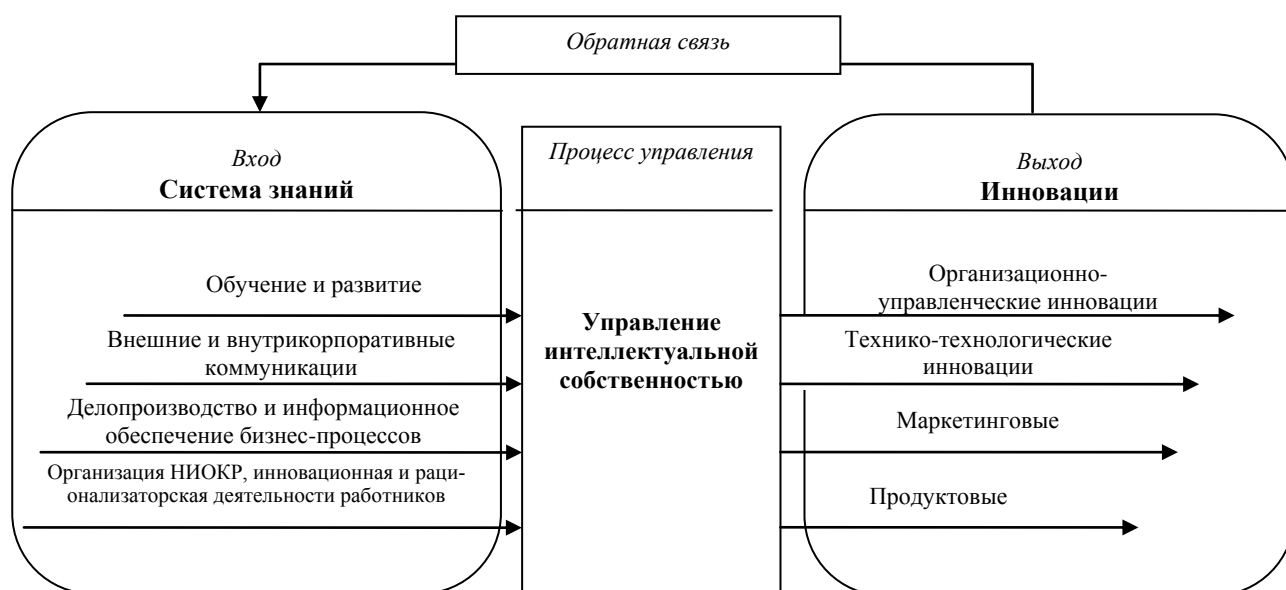 Обратная связь
Вход
Система знаний
Обучение и развитие
Внешние и внутрикорпоративные
коммуникации
Делопроизводство и информационное
обеспечение бизнес-процессов
Организация НИОКР, инновационная и раци-
онализаторская деятельности работников
Процесс управления
Управление
интеллектуальной
собственностью
Выход
Инновации
Организационно-
управленческие инновации
Технико-технологические
инновации
Маркетинговые
Продуктовые